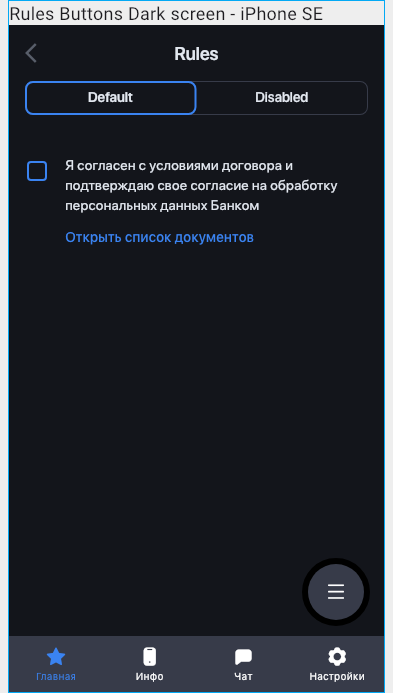 Rules Buttons Dark screen - iPhone SE
Rules
Default
Disabled
Я согласен с условиями договора и
подтверждаю свое согласие на обработку
персональных данных Банком
Открыть список документов
Главная
Инфо
Чат
Настройки